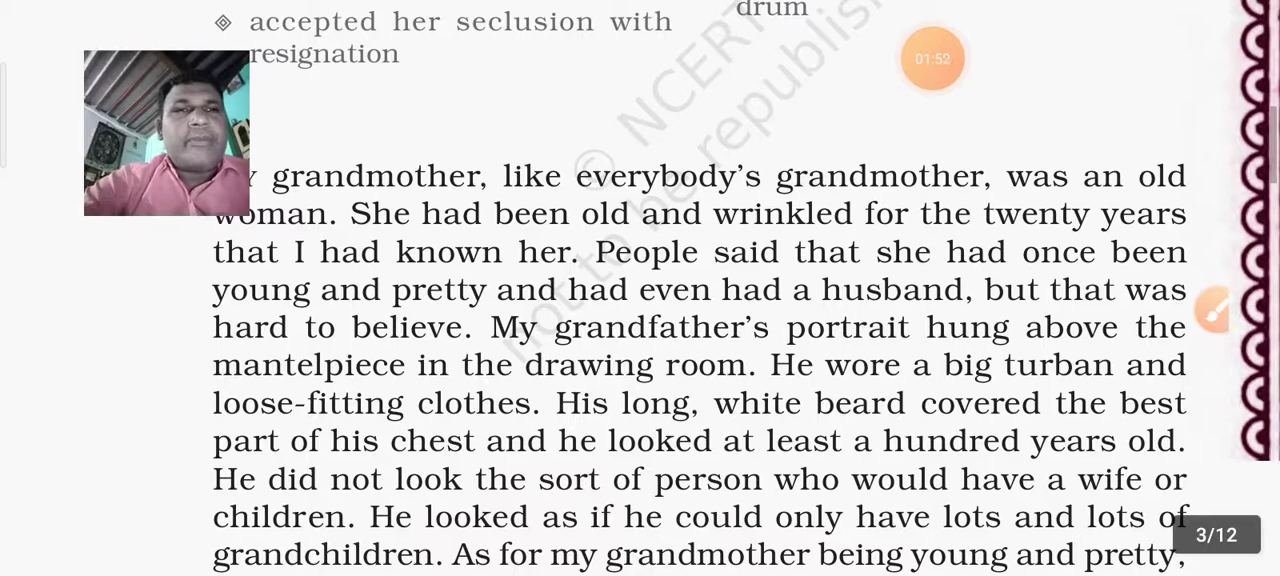 accepted her seclusion with
resignation
drum
01:52
© NCERT
not to be republish
grandmother, like everybody's grandmother, was an old
woman. She had been old and wrinkled for the twenty years
that I had known her. People said that she had once been
young and pretty and had even had a husband, but that was
hard to believe. My grandfather's portrait hung above the
mantelpiece in the drawing room. He wore a big turban and
loose-fitting clothes. His long, white beard covered the best
part of his chest and he looked at least a hundred years old.
He did not look the sort of person who would have a wife or
children. He looked as if he could only have lots and lots of
grandchildren. As for my grandmother being young and pretty,
3/12